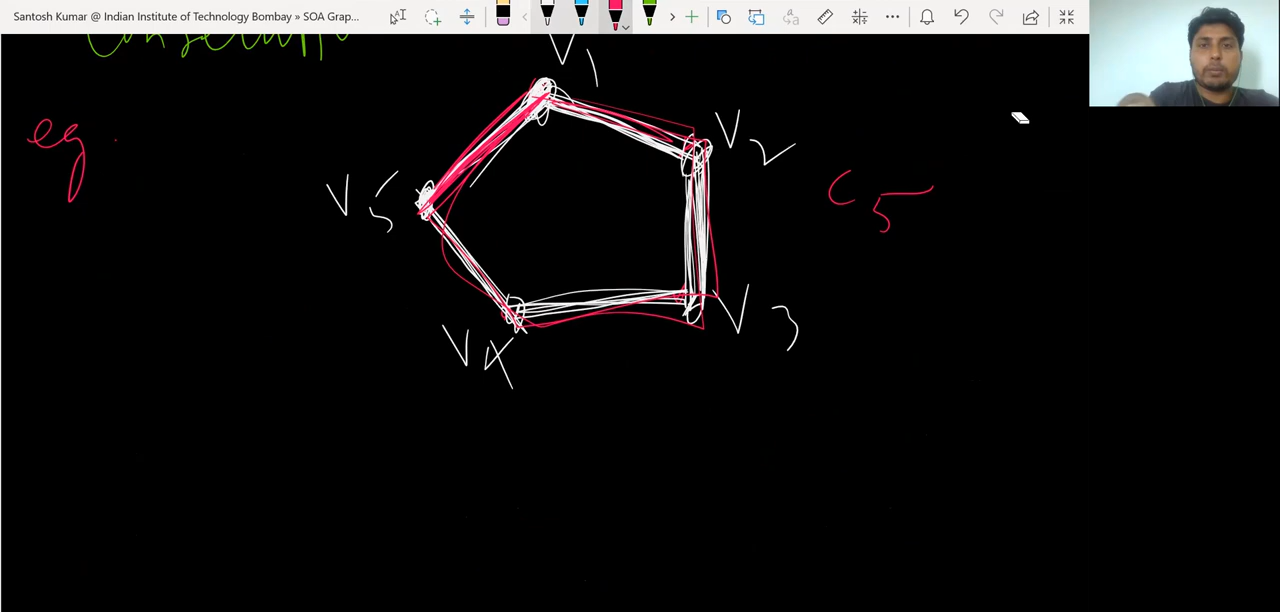 Santosh Kumar @ Indian Institute of Technology Bombay » SOA Grap...
V1
eg.
V2
V5
C5
V3
V4